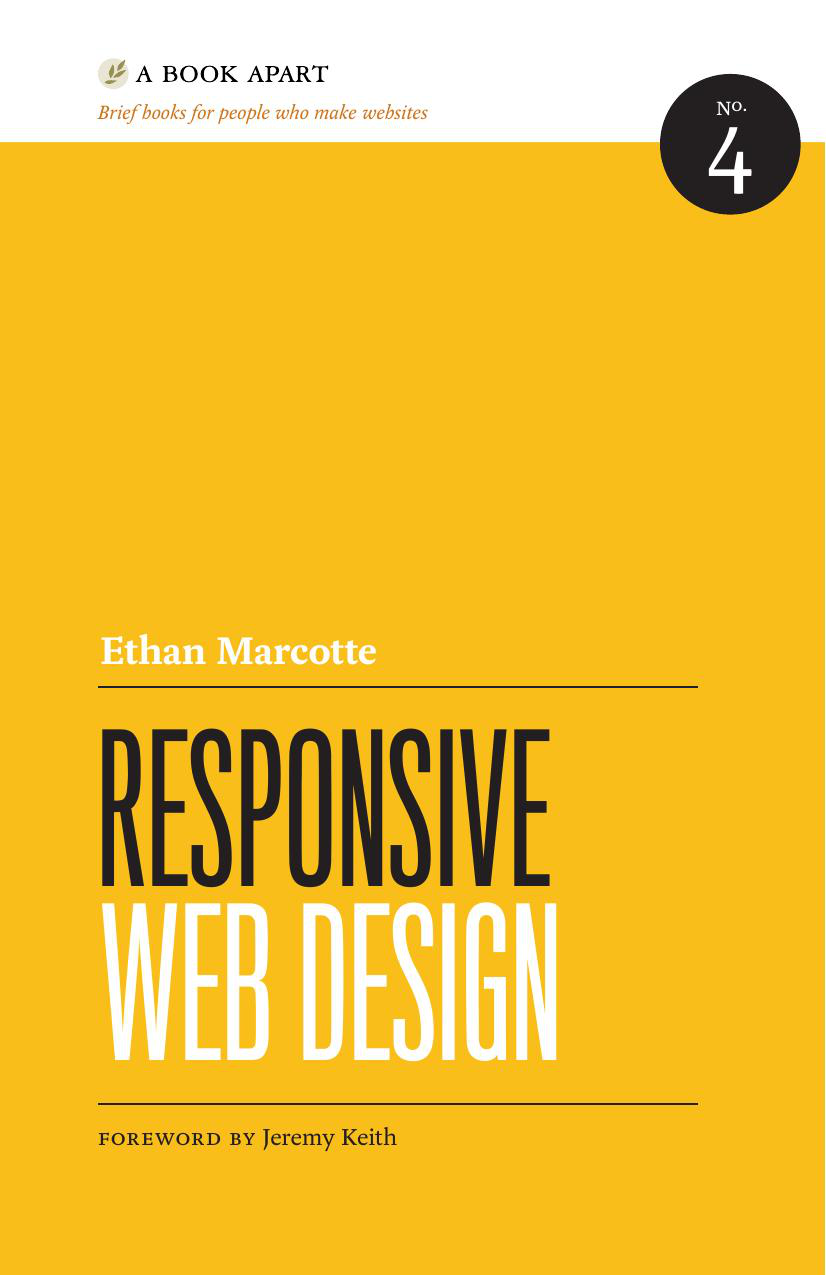 A BOOK APART
Brief books for people who make websites
No.
4
Ethan Marcotte
RESPONSIVE
WEB DESIGN
FOREWORD BY Jeremy Keith